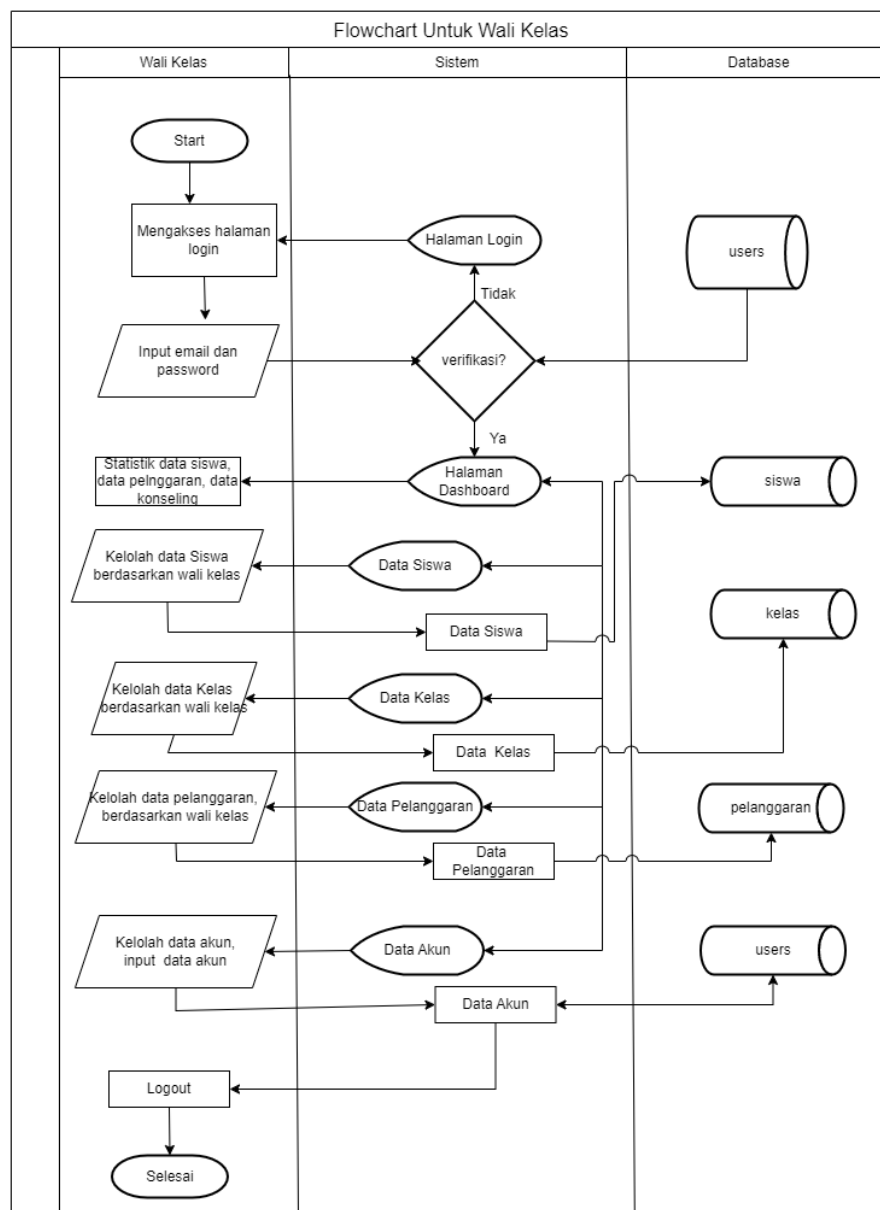 Flowchart Untuk Wali Kelas
Wali Kelas
Sistem
Database
Start
Mengakses halaman
login
Halaman Login
users
Tidak
Input email dan
password
verifikasi?
Ya
Statistik data siswa,
data pelnggaran, data
konseling
Halaman
Dashboard
siswa
Kelolah data Siswa
berdasarkan wali kelas
Data Siswa
Data Siswa
kelas
Kelolah data Kelas
berdasarkan wali kelas
Data Kelas
Data Kelas
Kelolah data pelanggaran,
berdasarkan wali kelas
Data Pelanggaran
pelanggaran
Data
Pelanggaran
Kelolah data akun,
input data akun
Data Akun
users
Data Akun
Logout
Selesai